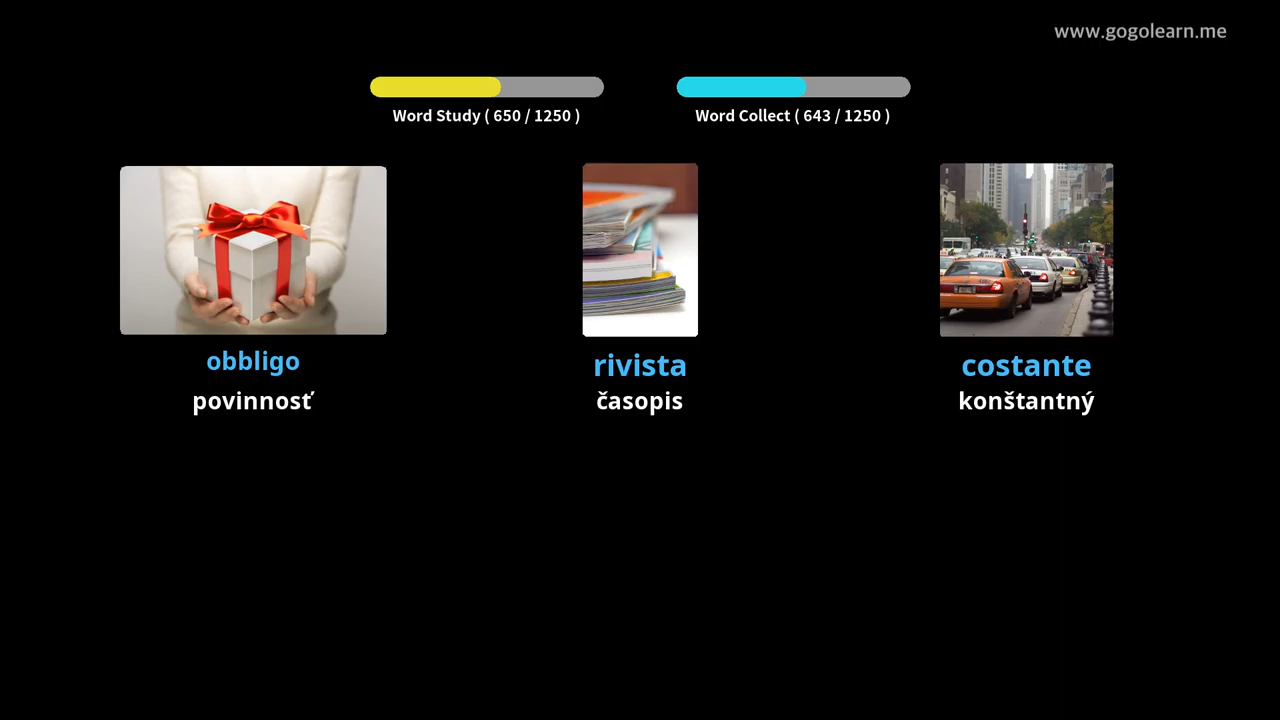 www.gogolearn.me
Word Study ( 650 / 1250 )
Word Collect ( 643 / 1250 )
obbligo
povinnosť
rivista
časopis
costante
konštantný